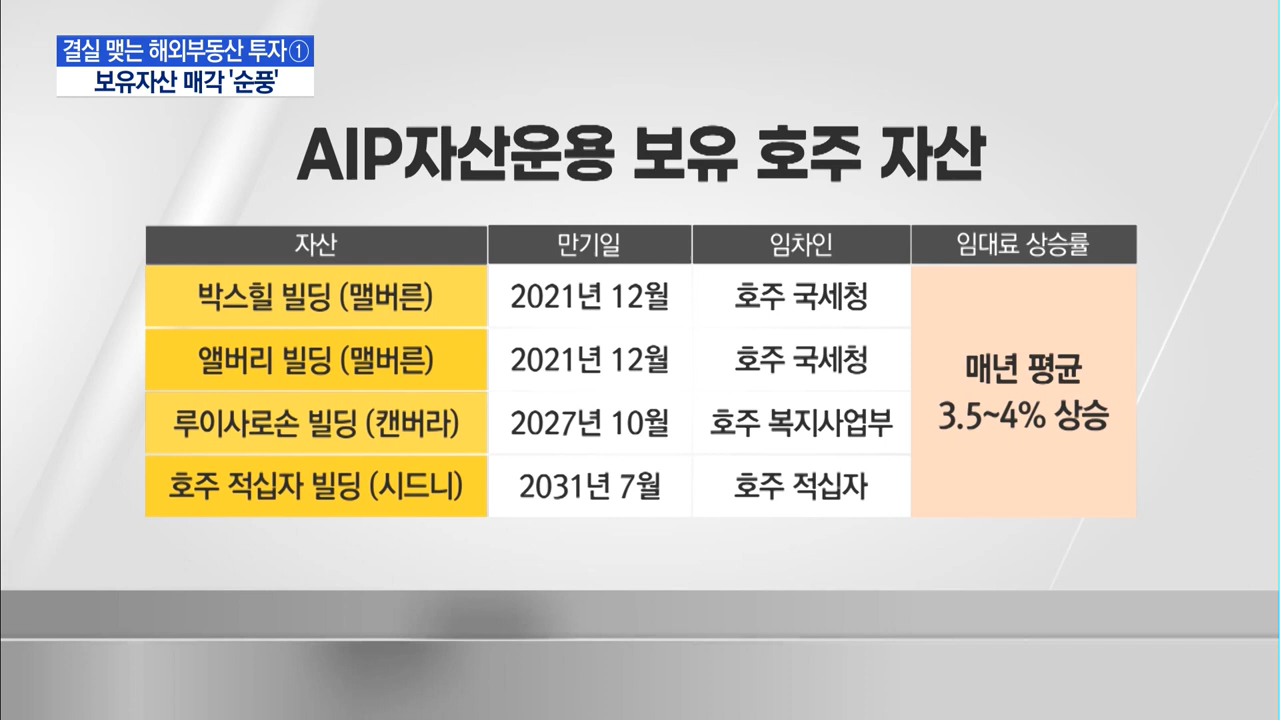 결실 맺는 해외부동산 투자①
보유자산 매각 '순풍'
AIP자산운용 보유 호주 자산
자산 만기일 임차인 임대료 상승률
박스힐 빌딩 (맬버른) 2021년 12월 호주 국세청
앨버리 빌딩 (맬버른) 2021년 12월 호주 국세청
루이사로손 빌딩 (캔버라) 2027년 10월 호주 복지사업부
호주 적십자 빌딩 (시드니) 2031년 7월 호주 적십자
매년 평균
3.5~4% 상승